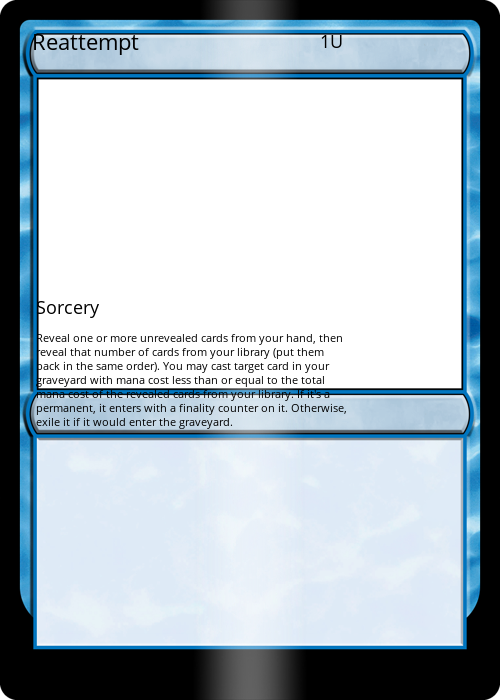 Reattempt 1U
Sorcery
Reveal one or more unrevealed cards from your hand, then
reveal that number of cards from your library (put them
back in the same order). You may cast target card in your
graveyard with mana cost less than or equal to the total
mana cost of the revealed cards from your library. If it's a
permanent, it enters with a finality counter on it. Otherwise,
exile it if it would enter the graveyard.